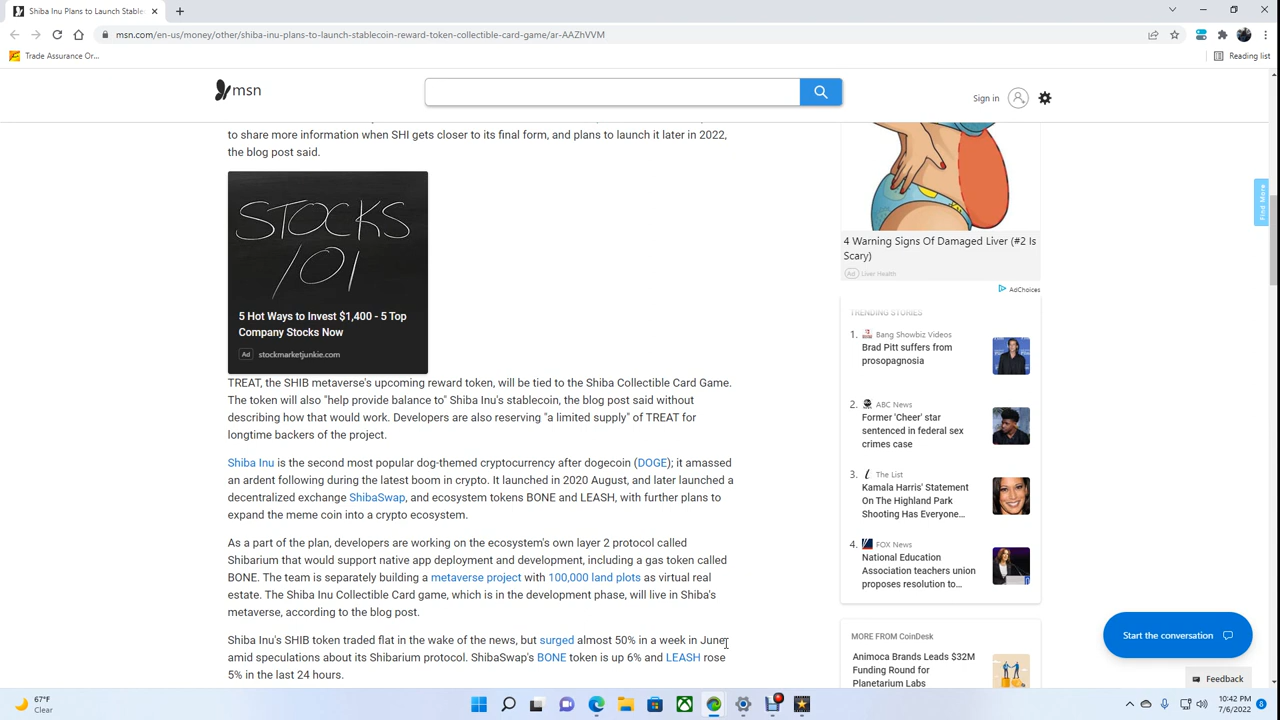 Shiba Inu Plans to Launch Stable
msn.com/en-us/money/other/shiba-inu-plans-to-launch-stablecoin-reward-token-collectible-card-game/ar-AAZhVVM
Trade Assurance Or...
Reading list
msn
Sign in
to share more information when SHI gets closer to its final form, and plans to launch it later in 2022,
the blog post said.
STOCKS
101
5 Hot Ways to Invest $1,400 - 5 Top
Company Stocks Now
Ad stockmarketjunkie.com
TREAT, the SHIB metaverse's upcoming reward token, will be tied to the Shiba Collectible Card Game.
The token will also "help provide balance to" Shiba Inu's stablecoin, the blog post said without
describing how that would work. Developers are also reserving "a limited supply" of TREAT for
longtime backers of the project.
Shiba Inu is the second most popular dog-themed cryptocurrency after dogecoin (DOGE); it amassed
an ardent following during the latest boom in crypto. It launched in 2020 August, and later launched a
decentralized exchange ShibaSwap, and ecosystem tokens BONE and LEASH, with further plans to
expand the meme coin into a crypto ecosystem.
As a part of the plan, developers are working on the ecosystem's own layer 2 protocol called
Shibarium that would support native app deployment and development, including a gas token called
BONE. The team is separately building a metaverse project with 100,000 land plots as virtual real
estate. The Shiba Inu Collectible Card game, which is in the development phase, will live in Shiba's
metaverse, according to the blog post.
Shiba Inu's SHIB token traded flat in the wake of the news, but surged almost 50% in a week in June
amid speculations about its Shibarium protocol. ShibaSwap's BONE token is up 6% and LEASH rose
5% in the last 24 hours.
4 Warning Signs Of Damaged Liver (#2 Is
Scary)
Ad Liver Health
AdChoices
TRENDING STORIES
1. Bang Showbiz Videos
Brad Pitt suffers from
prosopagnosia
2. ABC News
Former 'Cheer' star
sentenced in federal sex
crimes case
3. The List
Kamala Harris' Statement
On The Highland Park
Shooting Has Everyone...
4. FOX News
National Education
Association teachers union
proposes resolution to...
MORE FROM CoinDesk
Animoca Brands Leads $32M
Funding Round for
Planetarium Labs
Find More
Start the conversation
Feedback
67°F
Clear
10:42 PM
7/6/2022
6